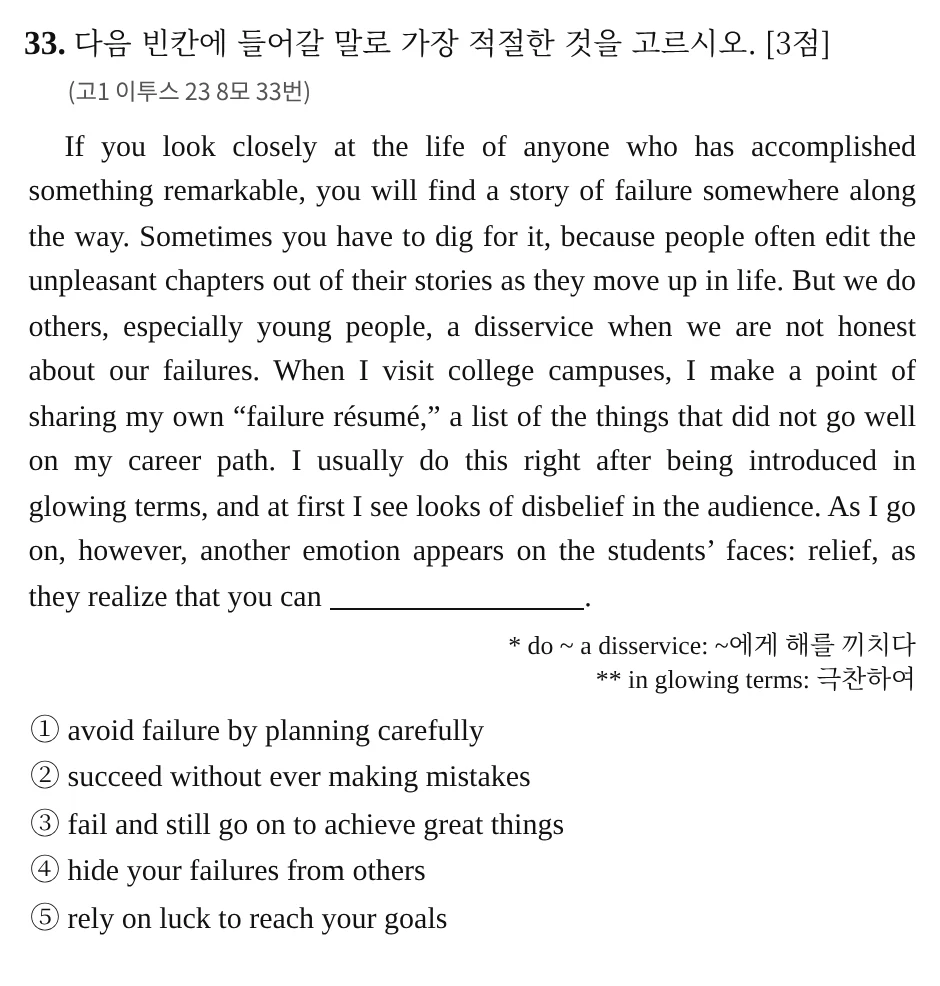 33. 다음 빈칸에 들어갈 말로 가장 적절한 것을 고르시오. [3점]
(고1 이투스 23 8모 33번)
If you look closely at the life of anyone who has accomplished
something remarkable, you will find a story of failure somewhere along
the way. Sometimes you have to dig for it, because people often edit the
unpleasant chapters out of their stories as they move up in life. But we do
others, especially young people, a disservice when we are not honest
about our failures. When I visit college campuses, I make a point of
sharing my own “failure résumé,” a list of the things that did not go well
on my career path. I usually do this right after being introduced in
glowing terms, and at first I see looks of disbelief in the audience. As I go
on, however, another emotion appears on the students’ faces: relief, as
they realize that you can ____________.
* do ~ a disservice: ~에게 해를 끼치다
** in glowing terms: 극찬하여
① avoid failure by planning carefully
② succeed without ever making mistakes
③ fail and still go on to achieve great things
④ hide your failures from others
⑤ rely on luck to reach your goals